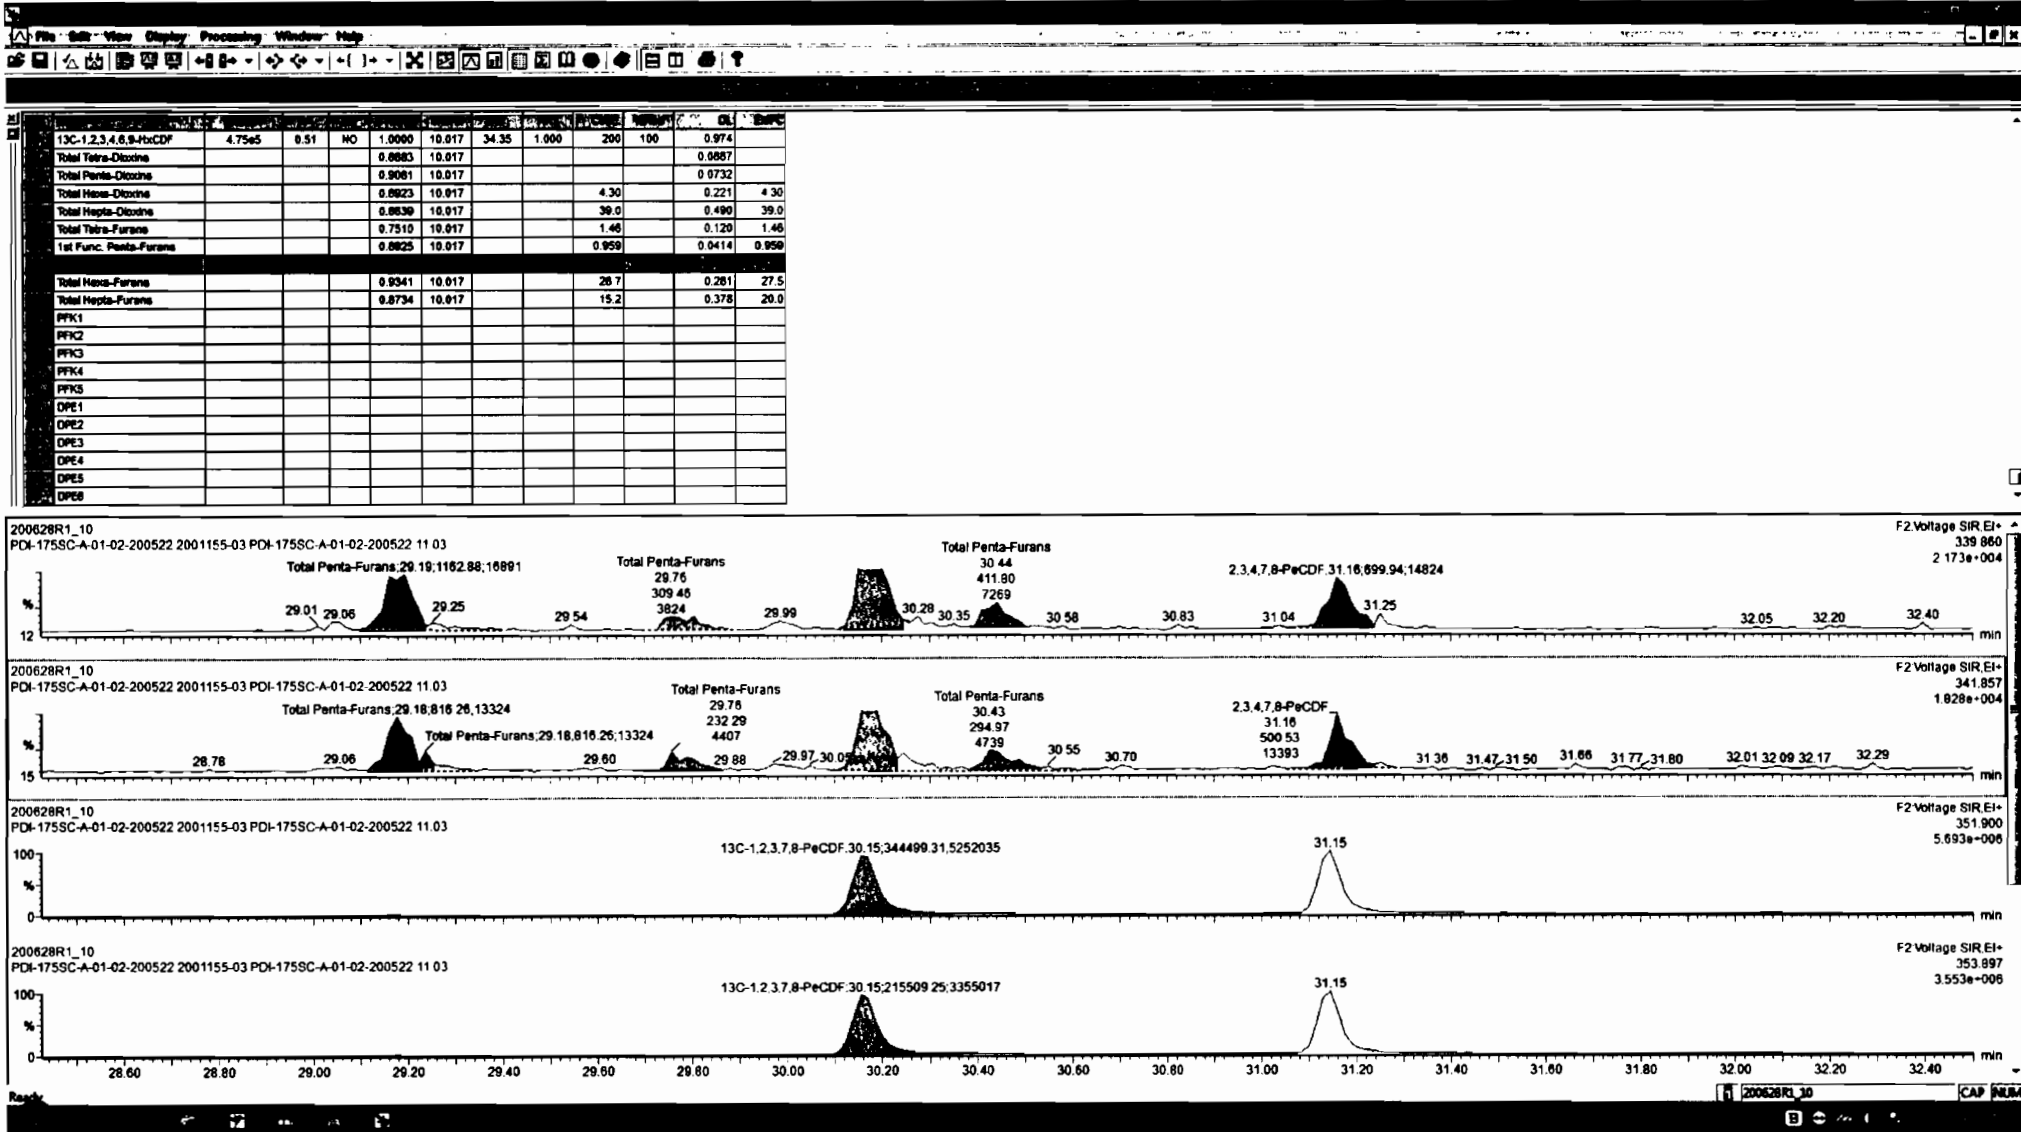 File Edit View Display Processing Window Help
DL EMPC
13C-1,2,3,4,6,9-HxCDF 4.75e5 0.51 NO 1.0000 10.017 34.35 1.000 200 100 0.974
Total Tetra-Dioxins 0.8883 10.017 0.0887
Total Penta-Dioxins 0.9081 10.017 0 0732
Total Hexa-Dioxins 0.8923 10.017 4.30 0.221 4 30
Total Hepta-Dioxins 0.8839 10.017 39.0 0.490 39.0
Total Tetra-Furans 0.7510 10.017 1.46 0.120 1.46
1st Func. Penta-Furans 0.8825 10.017 0.959 0.0414 0.959
Total Hexa-Furans 0.9341 10.017 26 7 0.261 27.5
Total Hepta-Furans 0.8734 10.017 15.2 0.378 20.0
PFK1
PFK2
PFK3
PFK4
PFK5
DPE1
DPE2
DPE3
DPE4
DPE5
DPE6
200628R1_10 F2:Voltage SIR,EI+
PDI-175SC-A-01-02-200522 2001155-03 PDI-175SC-A-01-02-200522 11 03 339 860
2 173e+004
Total Penta-Furans;29.19;1162.88;16891
Total Penta-Furans
29.76
309 46
3824
Total Penta-Furans
30 44
411.80
7269
2,3,4,7,8-PeCDF,31.16;699.94;14824
29.01 29.06 29.25 29 54 29.99 30.28 30.35 30 58 30.83 31 04 31.25 32.05 32.20 32.40
%
12 min
200628R1_10 F2:Voltage SIR,EI+
PDI-175SC-A-01-02-200522 2001155-03 PDI-175SC-A-01-02-200522 11.03 341.857
1.828e+004
Total Penta-Furans;29.18;816 26,13324
Total Penta-Furans;29.18,816.26;13324
Total Penta-Furans
29.76
232 29
4407
Total Penta-Furans
30.43
294.97
4739
2,3,4,7,8-PeCDF
31.16
500 53
13393
28.78 29.06 29.60 29 88 29.97 30.05 30 55 30.70 31 36 31.47 31 50 31 66 31 77 31.80 32.01 32 09 32.17 32.29
%
15 min
200628R1_10 F2:Voltage SIR,EI+
PDI-175SC-A-01-02-200522 2001155-03 PDI-175SC-A-01-02-200522 11.03 351.900
5.693e+006
13C-1,2,3,7,8-PeCDF.30.15;344499.31,5252035 31.15
100
%
0 min
200628R1_10 F2:Voltage SIR,EI+
PDI-175SC-A-01-02-200522 2001155-03 PDI-175SC-A-01-02-200522 11 03 353.897
3.553e+006
13C-1.2,3.7,8-PeCDF:30.15;215509 25;3355017 31.15
100
%
0 min
28.60 28.80 29.00 29.20 29.40 29.60 29.80 30.00 30.20 30.40 30.60 30.80 31.00 31.20 31.40 31.60 31.80 32 00 32.20 32.40
Ready 200628R1_10 CAP NUM